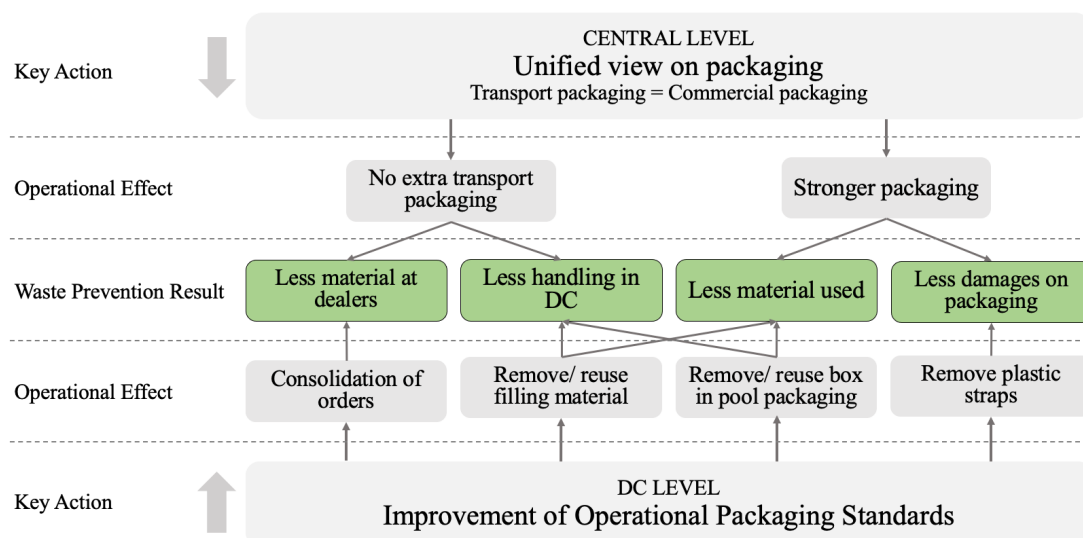 CENTRAL LEVEL
Key Action
Unified view on packaging
Transport packaging = Commercial packaging
Operational Effect
No extra transport
packaging
Stronger packaging
Waste Prevention Result
Less material at
dealers
Less handling in
DC
Less material used
Less damages on
packaging
Operational Effect
Consolidation of
orders
Remove/ reuse
filling material
Remove/ reuse box
in pool packaging
Remove plastic
straps
Key Action
DC LEVEL
Improvement of Operational Packaging Standards